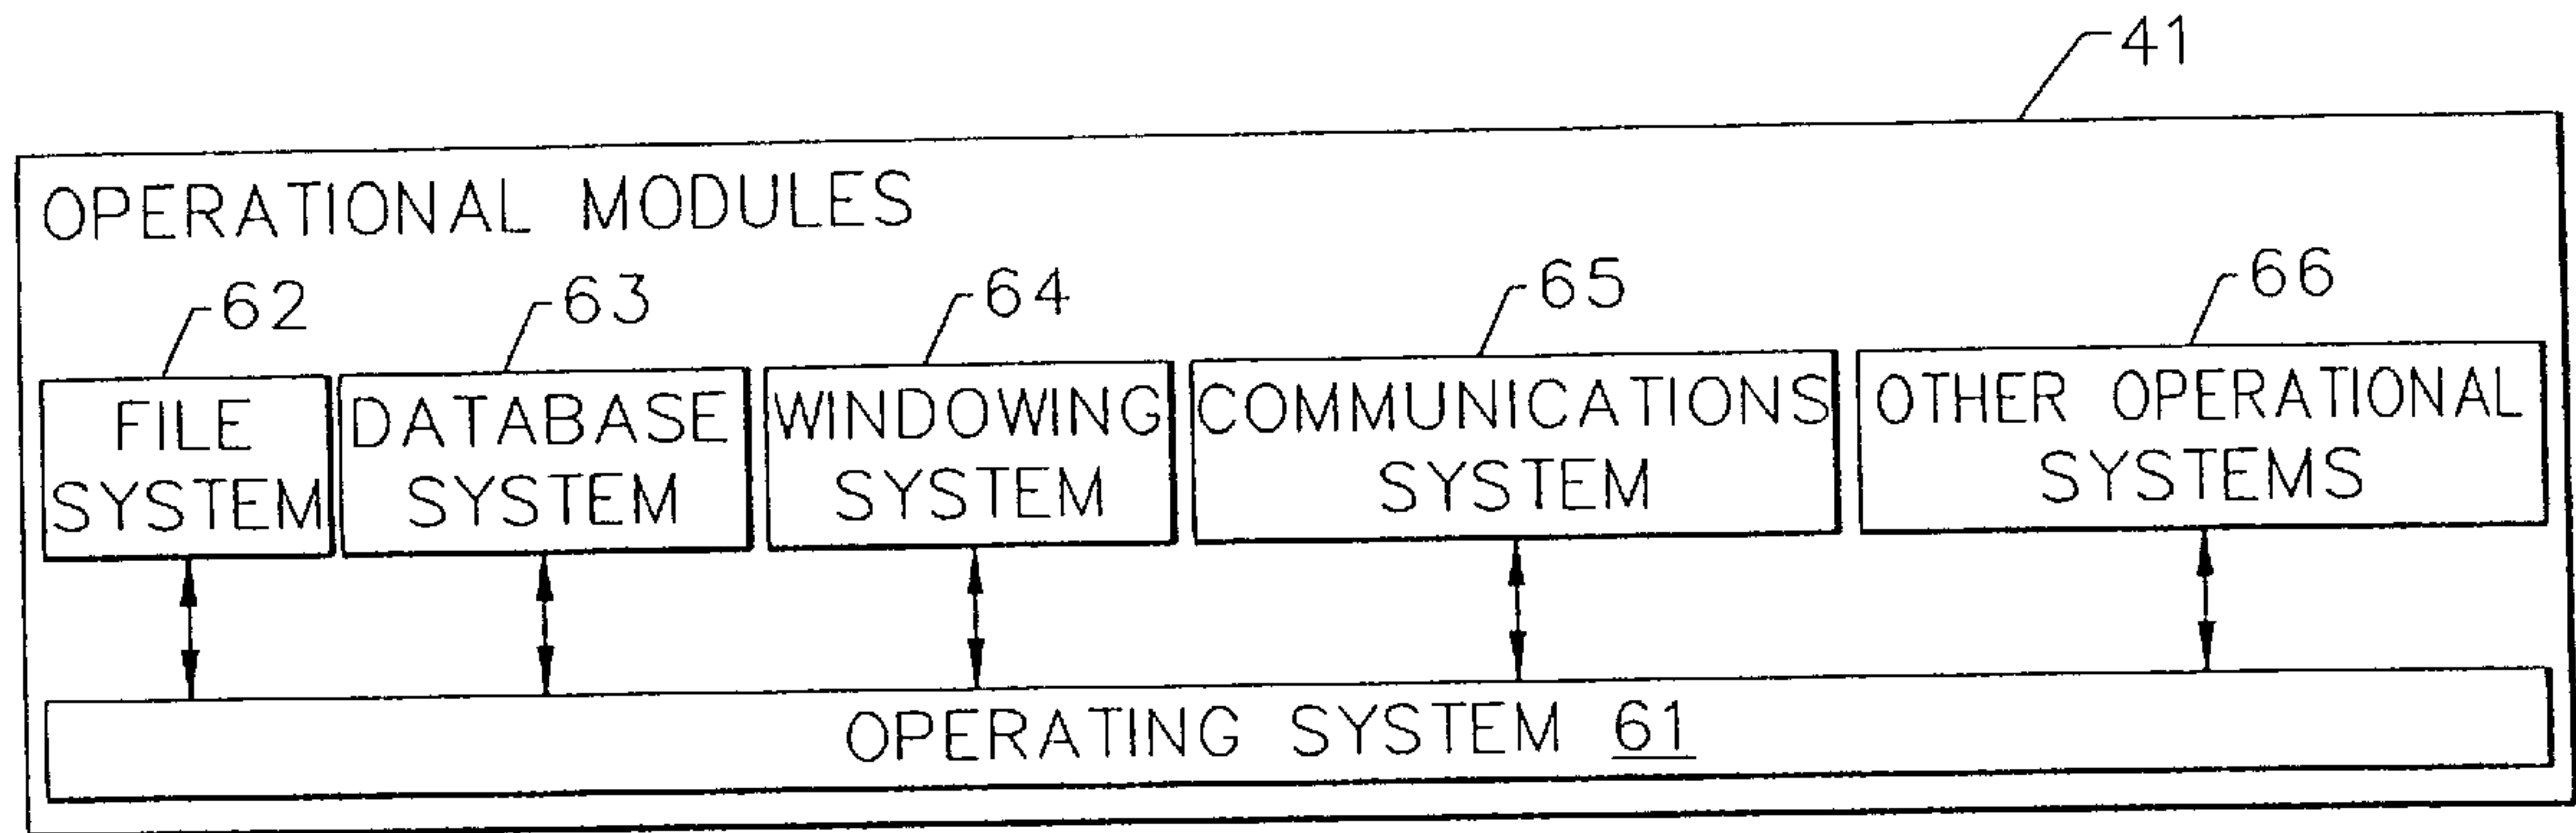 41
OPERATIONAL MODULES
62 63 64 65 66
FILE SYSTEM
DATABASE SYSTEM
WINDOWING SYSTEM
COMMUNICATIONS SYSTEM
OTHER OPERATIONAL SYSTEMS
OPERATING SYSTEM 61